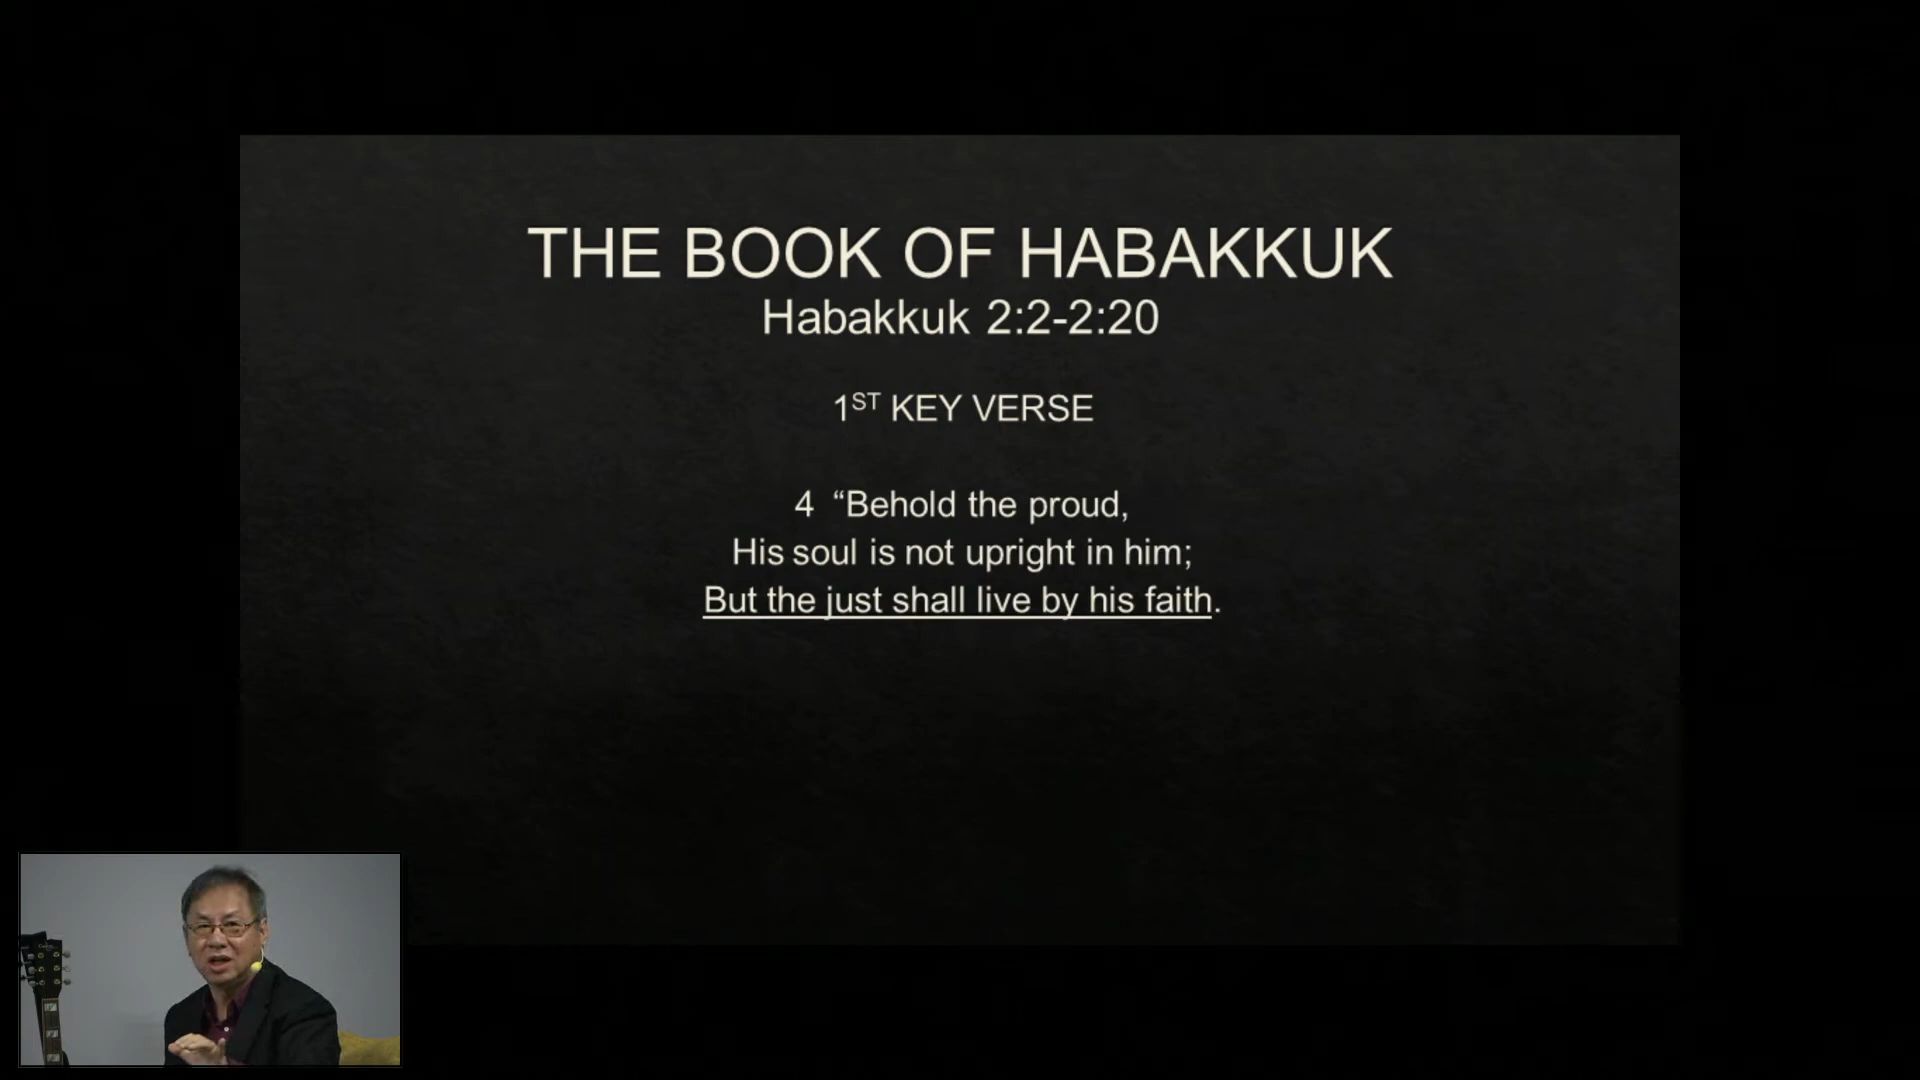 THE BOOK OF HABAKKUK
Habakkuk 2:2-2:20
1ST KEY VERSE
4 “Behold the proud,
His soul is not upright in him;
But the just shall live by his faith.